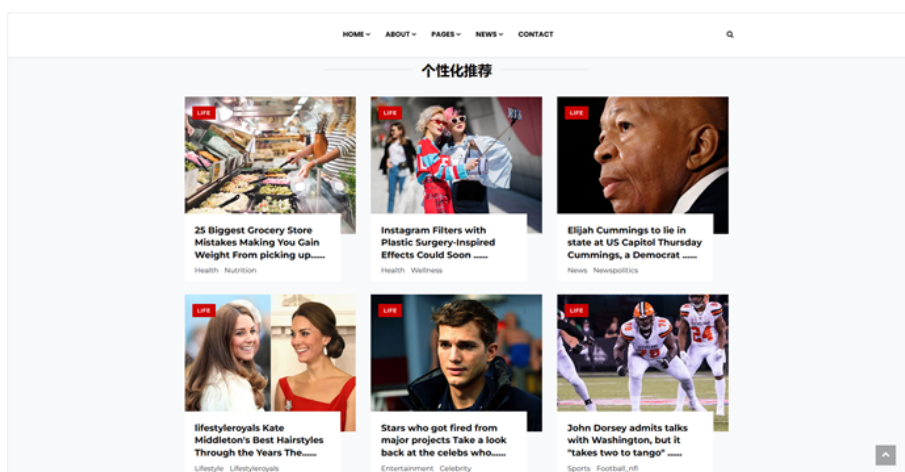 HOME ABOUT PAGES NEWS CONTACT
个性化推荐
LIFE
25 Biggest Grocery Store
Mistakes Making You Gain
Weight From picking up......
Health Nutrition
LIFE
Instagram Filters with
Plastic Surgery-Inspired
Effects Could Soon ......
Health Wellness
LIFE
Elijah Cummings to lie in
state at US Capitol Thursday
Cummings, a Democrat ......
News Newspolitics
LIFE
lifestyleroyals Kate
Middleton's Best Hairstyles
Through the Years The......
Lifestyle Lifestyleroyals
LIFE
Stars who got fired from
major projects Take a look
back at the celebs who......
Entertainment Celebrity
LIFE
John Dorsey admits talks
with Washington, but it
"takes two to tango" ......
Sports Football_nfl